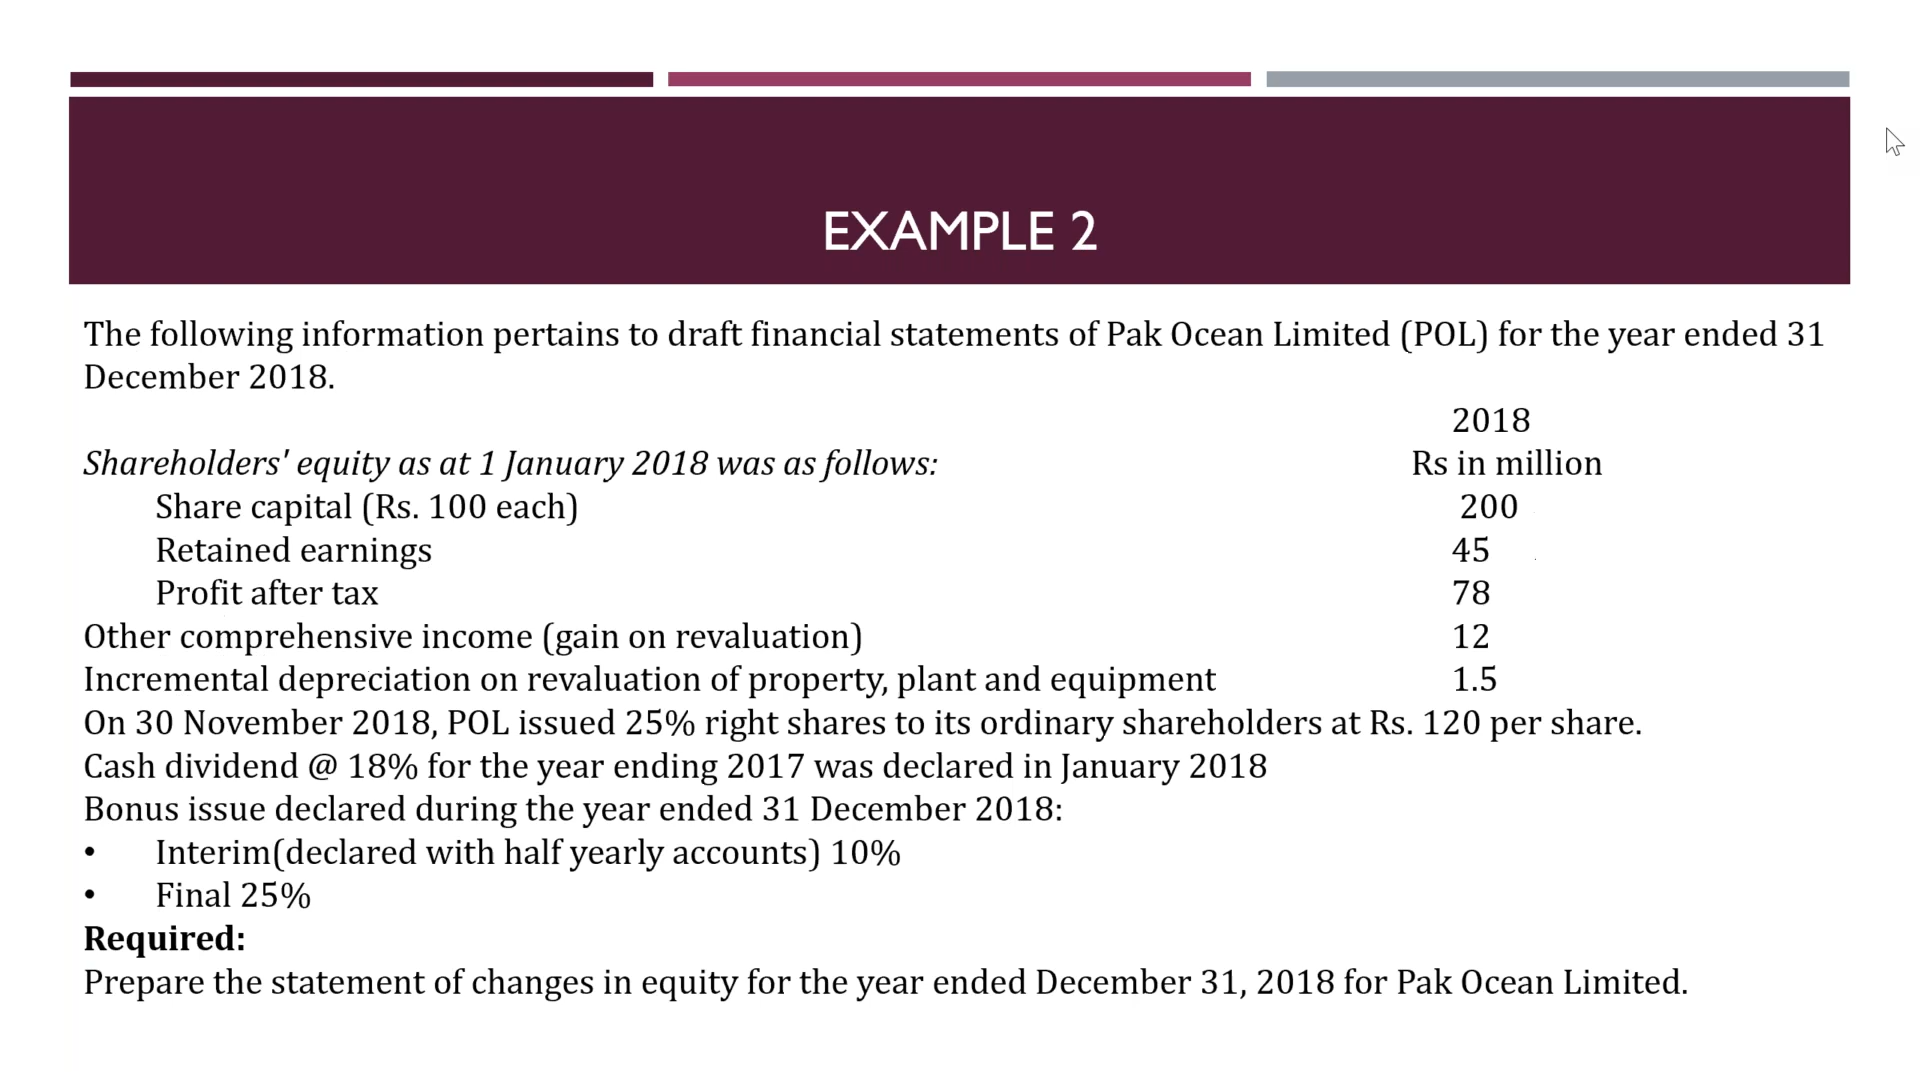 EXAMPLE 2
The following information pertains to draft financial statements of Pak Ocean Limited (POL) for the year ended 31
December 2018.
2018
Shareholders' equity as at 1 January 2018 was as follows: Rs in million
Share capital (Rs. 100 each) 200
Retained earnings 45
Profit after tax 78
Other comprehensive income (gain on revaluation) 12
Incremental depreciation on revaluation of property, plant and equipment 1.5
On 30 November 2018, POL issued 25% right shares to its ordinary shareholders at Rs. 120 per share.
Cash dividend @ 18% for the year ending 2017 was declared in January 2018
Bonus issue declared during the year ended 31 December 2018:
• Interim(declared with half yearly accounts) 10%
• Final 25%
Required:
Prepare the statement of changes in equity for the year ended December 31, 2018 for Pak Ocean Limited.